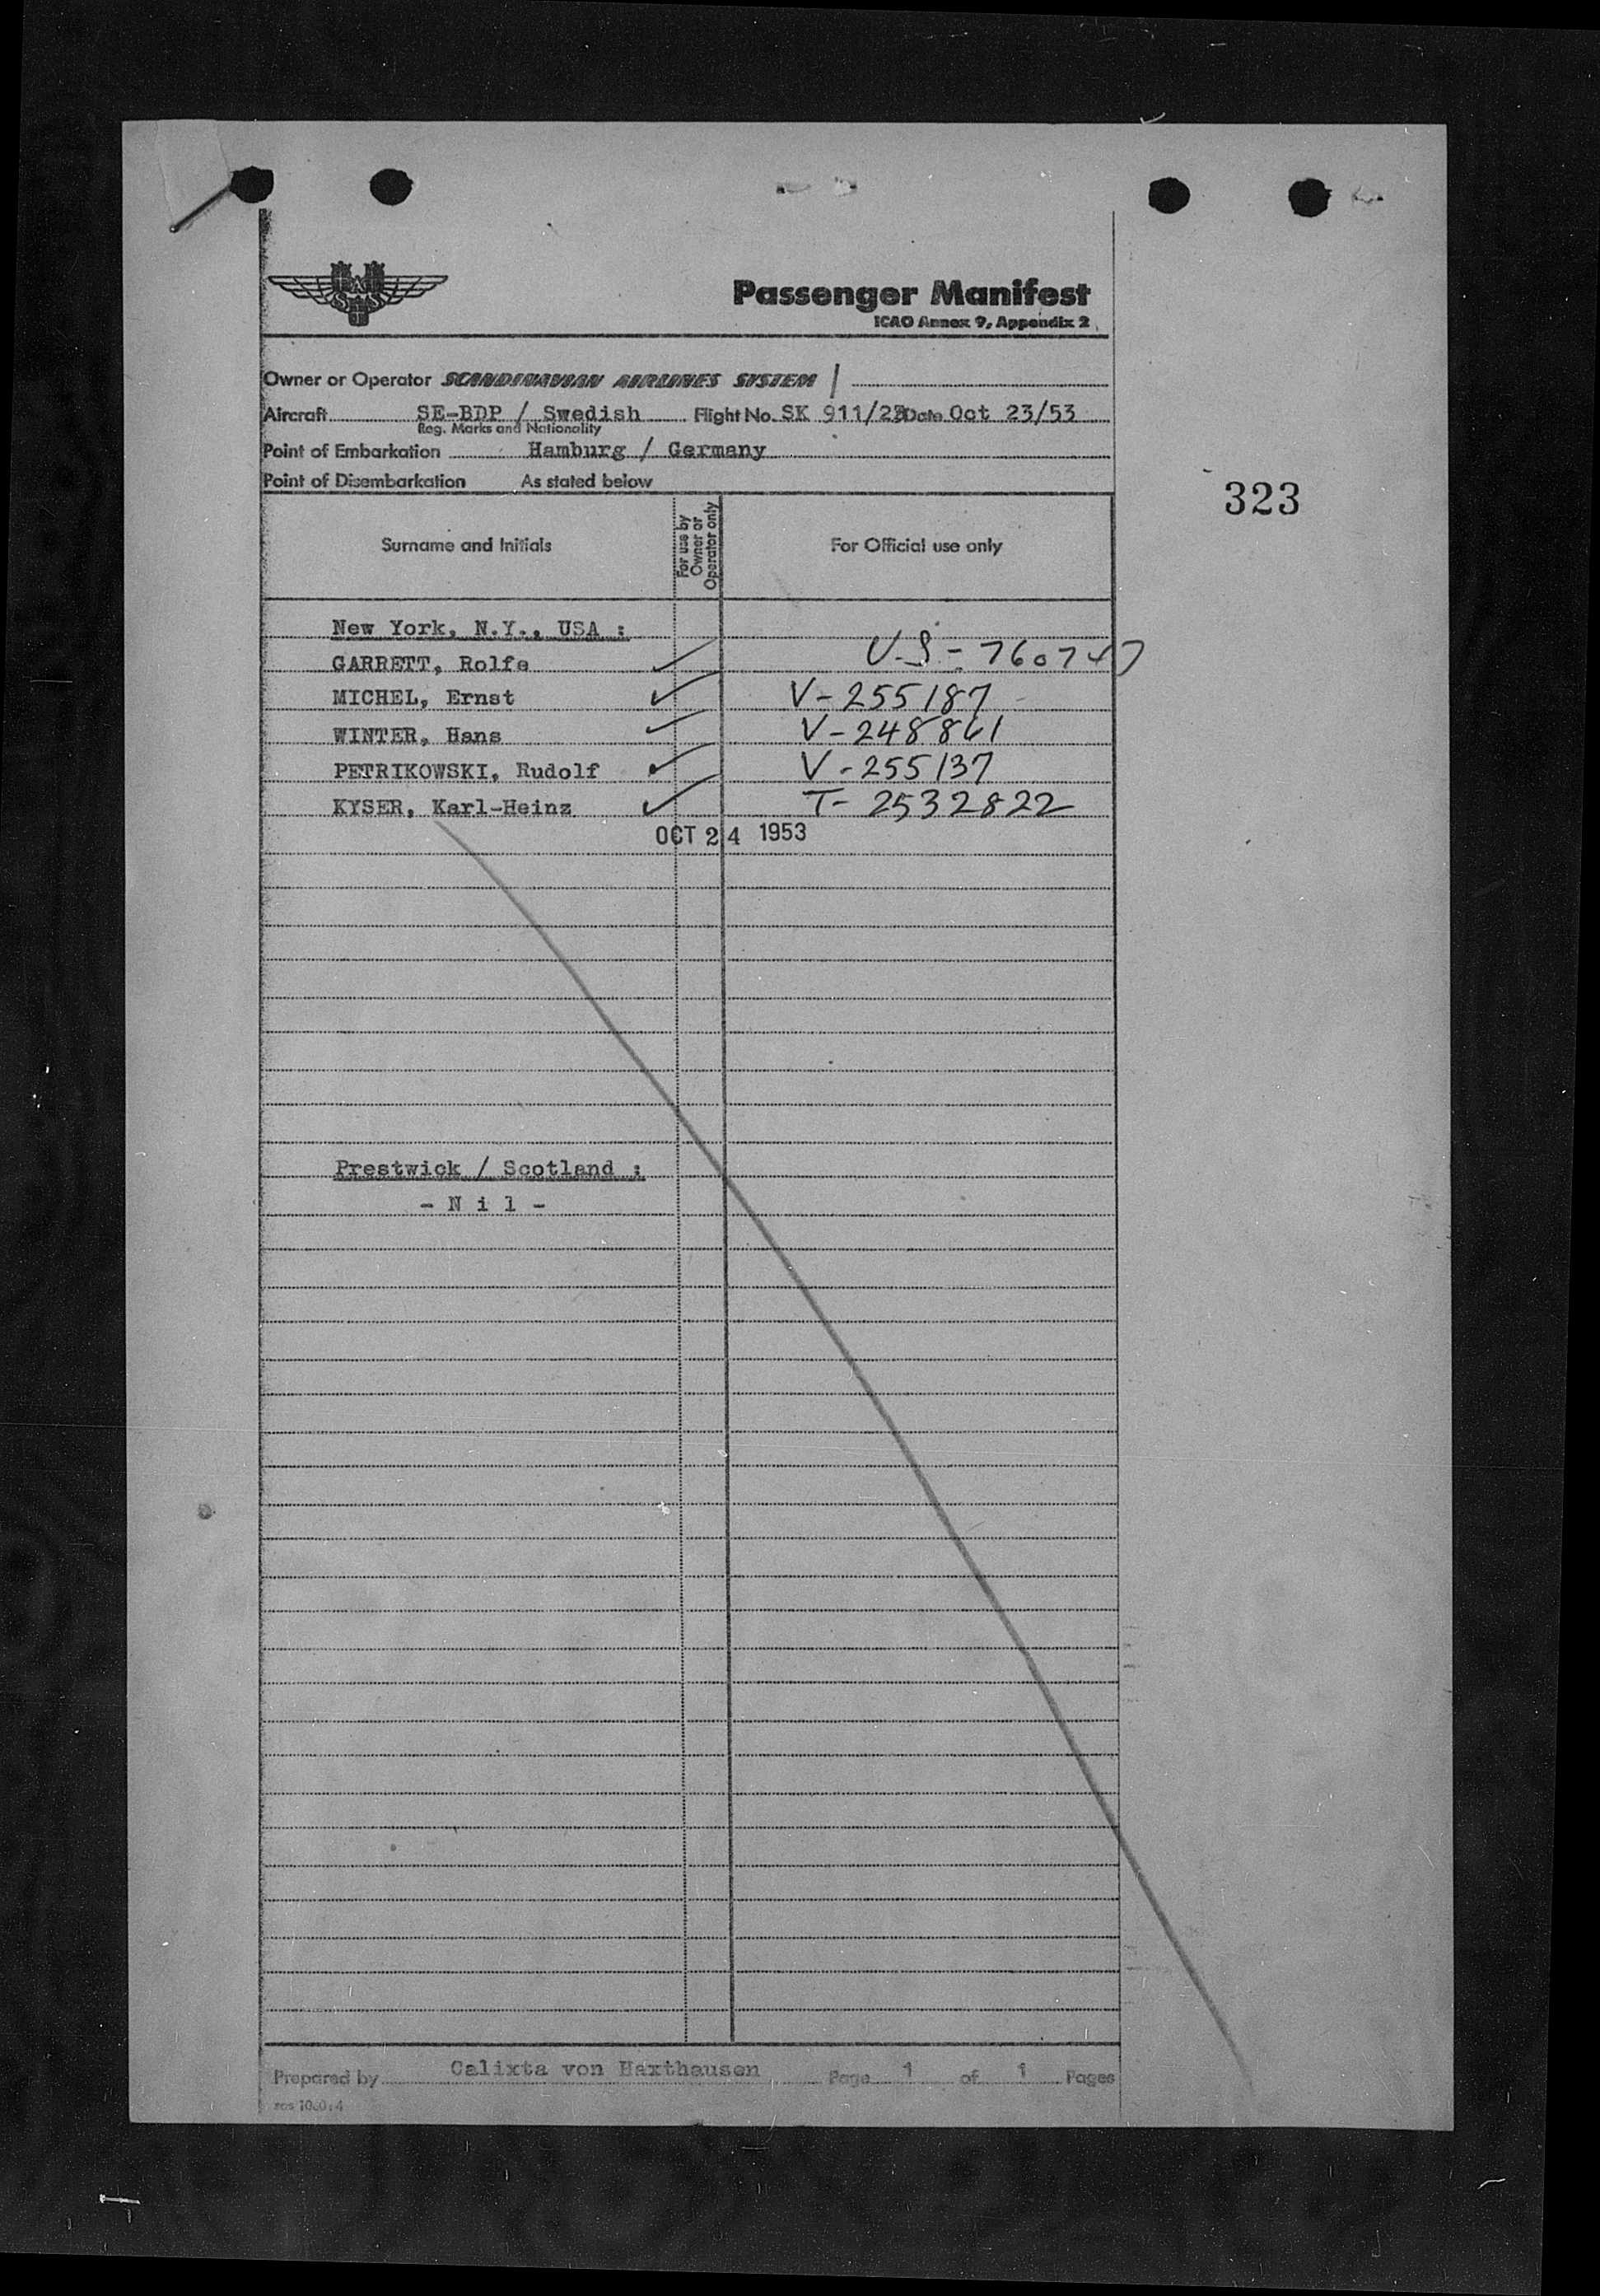 SAS
Passenger Manifest
ICAO Annex 9, Appendix 2
Owner or Operator SCANDINAVIAN AIRLINES SYSTEM /
Aircraft SE-BDP / Swedish Flight No. SK 911/23 Date Oct 23/53
Reg. Marks and Nationality
Point of Embarkation Hamburg / Germany
Point of Disembarkation As stated below
323
Surname and Initials For use by Owner or Operator only For Official use only
New York, N.Y., USA :
GARRETT, Rolfe U.S - 760747
MICHEL, Ernst V - 255187
WINTER, Hans V - 248861
PETRIKOWSKI, Rudolf V - 255137
KYSER, Karl-Heinz T - 2532822
OCT 24 1953
Prestwick / Scotland :
- N i l -
Prepared by Calixta von Haxthausen Page 1 of 1 Pages